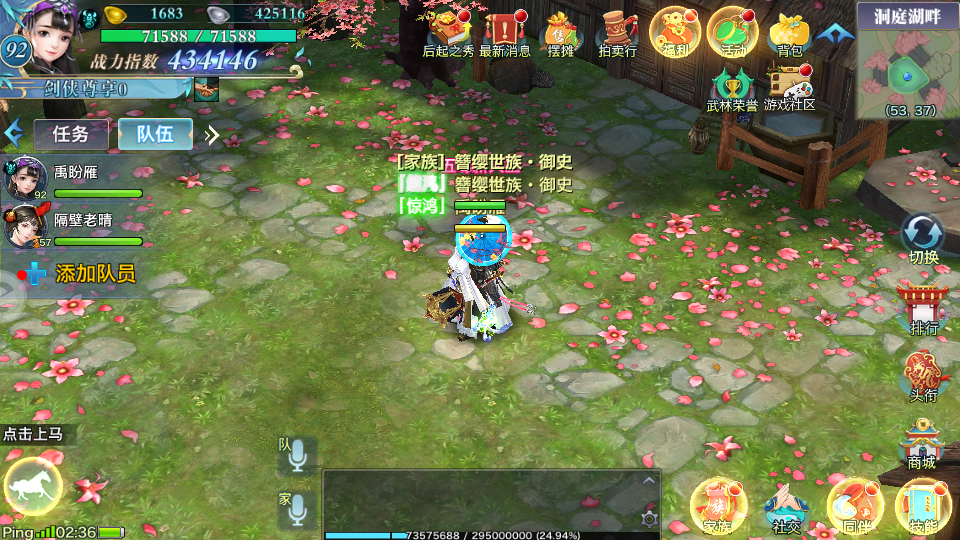 92
1683
425116
71588 / 71588
战力指数 434146
剑侠尊享0
后起之秀
最新消息
摆摊
拍卖行
福利
活动
背包
武林荣誉
游戏社区
洞庭湖畔
(53, 37)
任务
队伍
禹盼雁
92
隔壁老晴
57
添加队员
[家族] 簪缨世族·御史
簪缨世族·御史
[惊鸿]
切换
排行
头衔
商城
点击上马
队
家
家族
社交
同伴
技能
Ping
02:36
73575688 / 295000000 (24.94%)